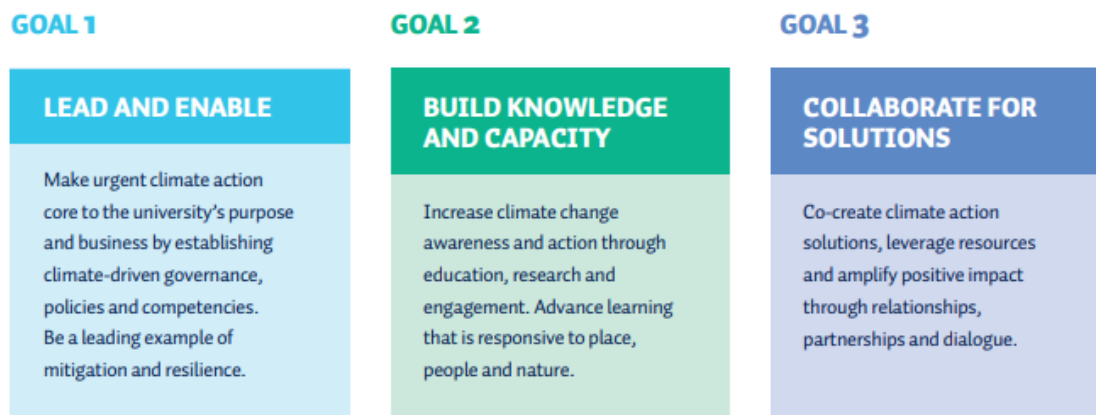 GOAL 1
LEAD AND ENABLE
Make urgent climate action
core to the university's purpose
and business by establishing
climate-driven governance,
policies and competencies.
Be a leading example of
mitigation and resilience.
GOAL 2
BUILD KNOWLEDGE
AND CAPACITY
Increase climate change
awareness and action through
education, research and
engagement. Advance learning
that is responsive to place,
people and nature.
GOAL 3
COLLABORATE FOR
SOLUTIONS
Co-create climate action
solutions, leverage resources
and amplify positive impact
through relationships,
partnerships and dialogue.